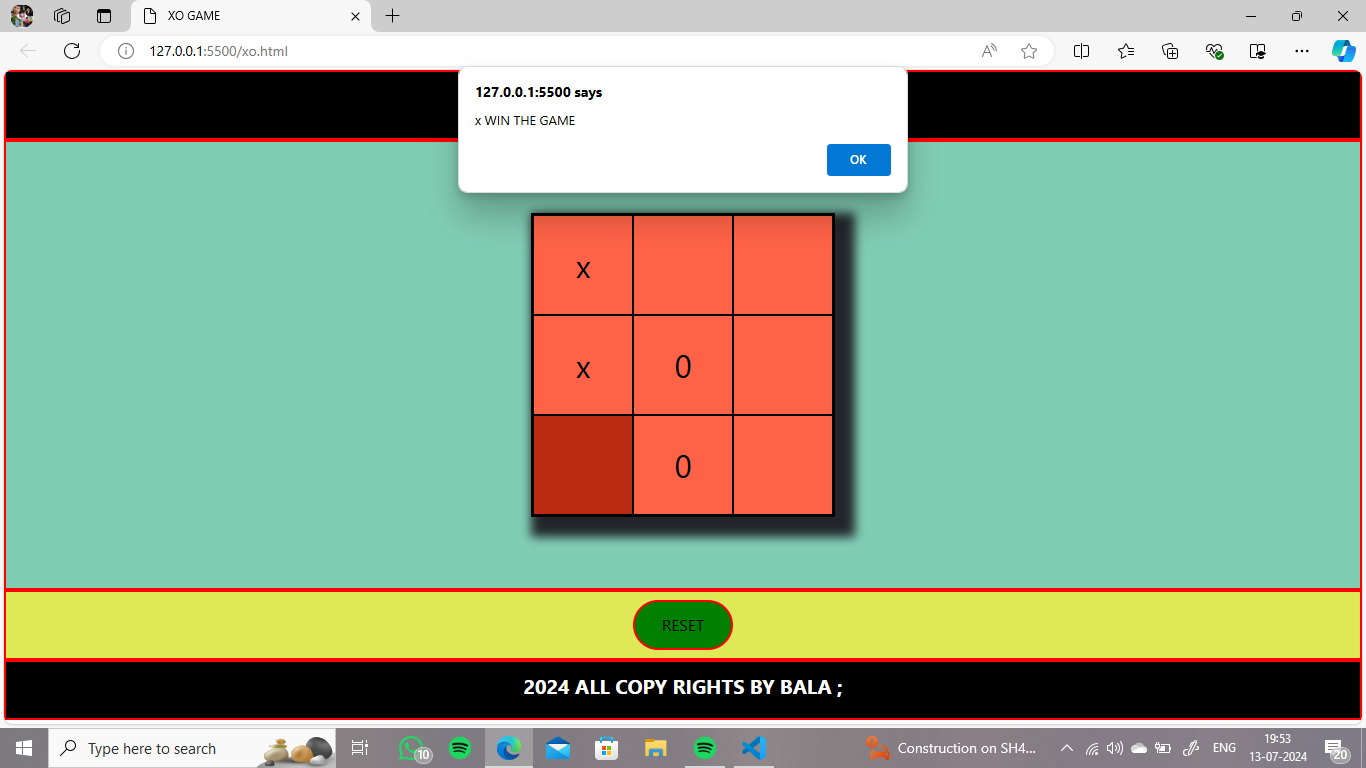 XO GAME
127.0.0.1:5500/xo.html
127.0.0.1:5500 says
x WIN THE GAME
OK
x
x 0
0
RESET
2024 ALL COPY RIGHTS BY BALA ;
Type here to search
10
Construction on SH4...
ENG
19:53
13-07-2024
20